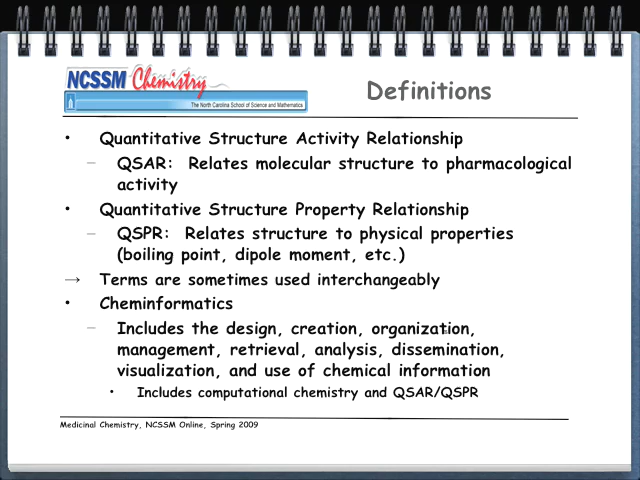 NCSSM Chemistry
The North Carolina School of Science and Mathematics
Definitions
• Quantitative Structure Activity Relationship
– QSAR: Relates molecular structure to pharmacological
activity
• Quantitative Structure Property Relationship
– QSPR: Relates structure to physical properties
(boiling point, dipole moment, etc.)
→ Terms are sometimes used interchangeably
• Cheminformatics
– Includes the design, creation, organization,
management, retrieval, analysis, dissemination,
visualization, and use of chemical information
• Includes computational chemistry and QSAR/QSPR
Medicinal Chemistry, NCSSM Online, Spring 2009